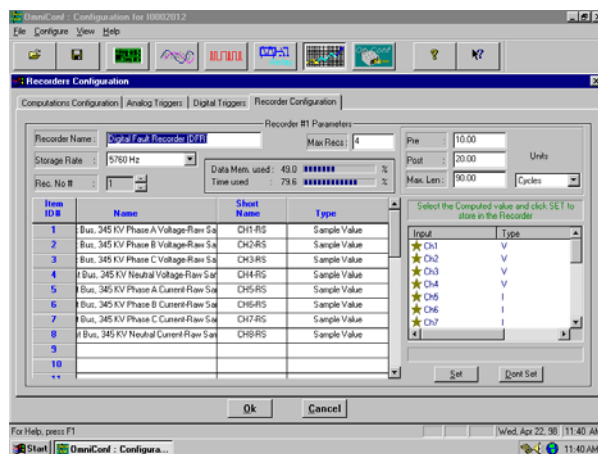 OmniConf : Configuration for I0002012
File Configure View Help
Recorders Configuration
Computations Configuration Analog Triggers Digital Triggers Recorder Configuration
Recorder #1 Parameters
Recorder Name : Digital Fault Recorder (DFR) Max Recs : 4
Storage Rate : 5760 Hz
Rec. No # : 1
Data Mem. used : 49.0 %
Time used : 79.6 %
Pre : 10.00
Post : 20.00
Max. Len : 90.00
Units
Cycles
Item ID # Name Short Name Type
1 Bus, 345 KV Phase A Voltage-Raw Sa CH1-RS Sample Value
2 Bus, 345 KV Phase B Voltage-Raw Sa CH2-RS Sample Value
3 Bus, 345 KV Phase C Voltage-Raw Sa CH3-RS Sample Value
4 t Bus, 345 KV Neutral Voltage-Raw Sar CH4-RS Sample Value
5 t Bus, 345 KV Phase A Current-Raw Sa CH5-RS Sample Value
6 t Bus, 345 KV Phase B Current-Raw Sa CH6-RS Sample Value
7 t Bus, 345 KV Phase C Current-Raw Sa CH7-RS Sample Value
8 t Bus, 345 KV Neutral Current-Raw Sar CH8-RS Sample Value
9
10
11
Select the Computed value and click SET to
store in the Recorder
Input Type
Ch1 V
Ch2 V
Ch3 V
Ch4 V
Ch5 I
Ch6 I
Ch7 I
Set Dont Set
Ok Cancel
For Help, press F1
Wed, Apr 22, 98 11:40 AM
Start OmniConf : Configura... 11:40 AM